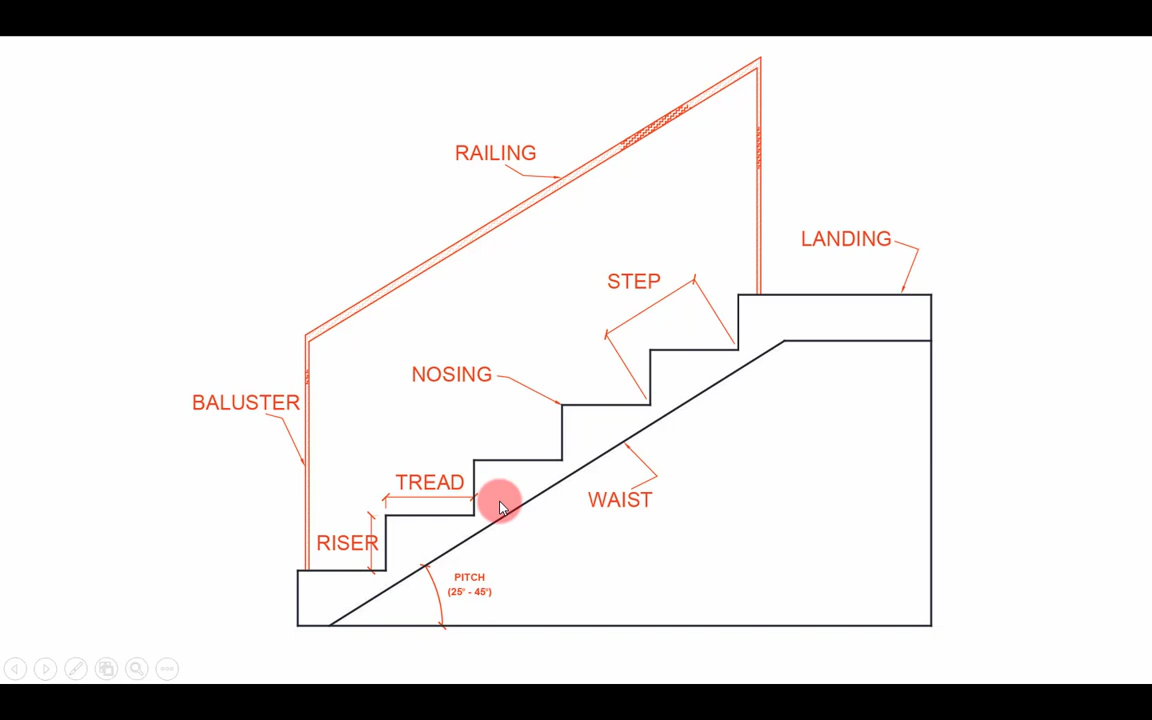 RAILING
LANDING
STEP
NOSING
BALUSTER
TREAD
WAIST
RISER
PITCH
(25° - 45°)